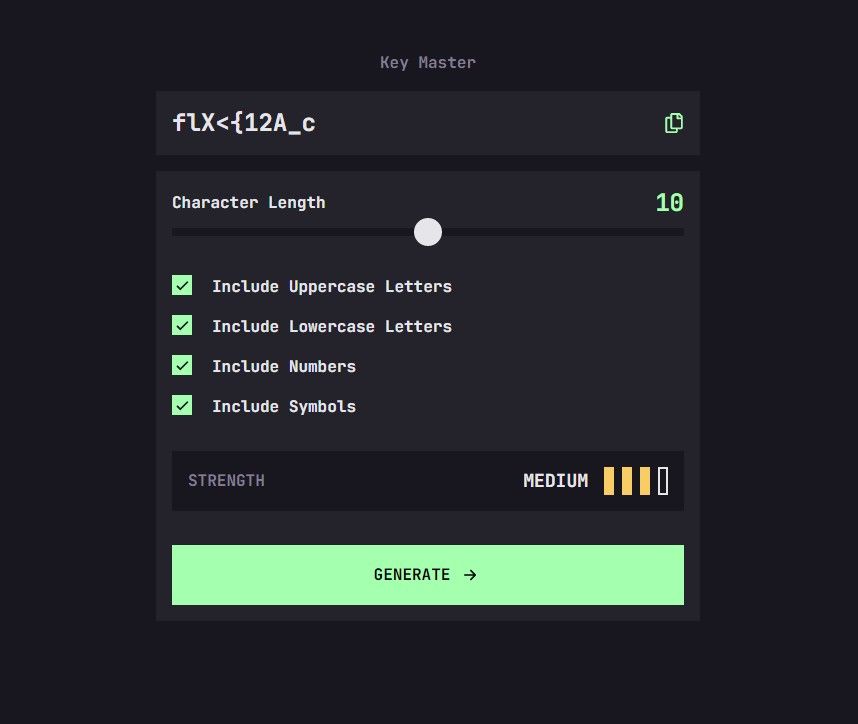 Key Master
flX<{12A_c
Character Length 10
Include Uppercase Letters
Include Lowercase Letters
Include Numbers
Include Symbols
STRENGTH MEDIUM
GENERATE →